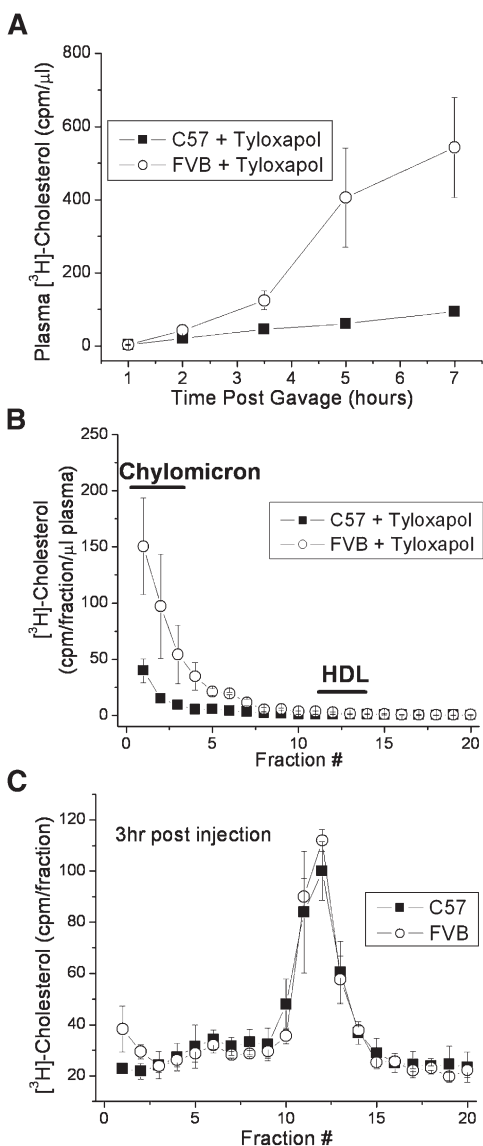 A
800
600
400
200
0
C57 + Tyloxapol
FVB + Tyloxapol
Plasma [³H]-Cholesterol (cpm/µl)
1 2 3 4 5 6 7
Time Post Gavage (hours)
B
250
200
150
100
50
0
Chylomicron
C57 + Tyloxapol
FVB + Tyloxapol
HDL
[³H]-Cholesterol
(cpm/fraction/µl plasma)
0 5 10 15 20
Fraction #
C
120
100
80
60
40
20
3hr post injection
C57
FVB
[³H]-Cholesterol (cpm/fraction)
0 5 10 15 20
Fraction #